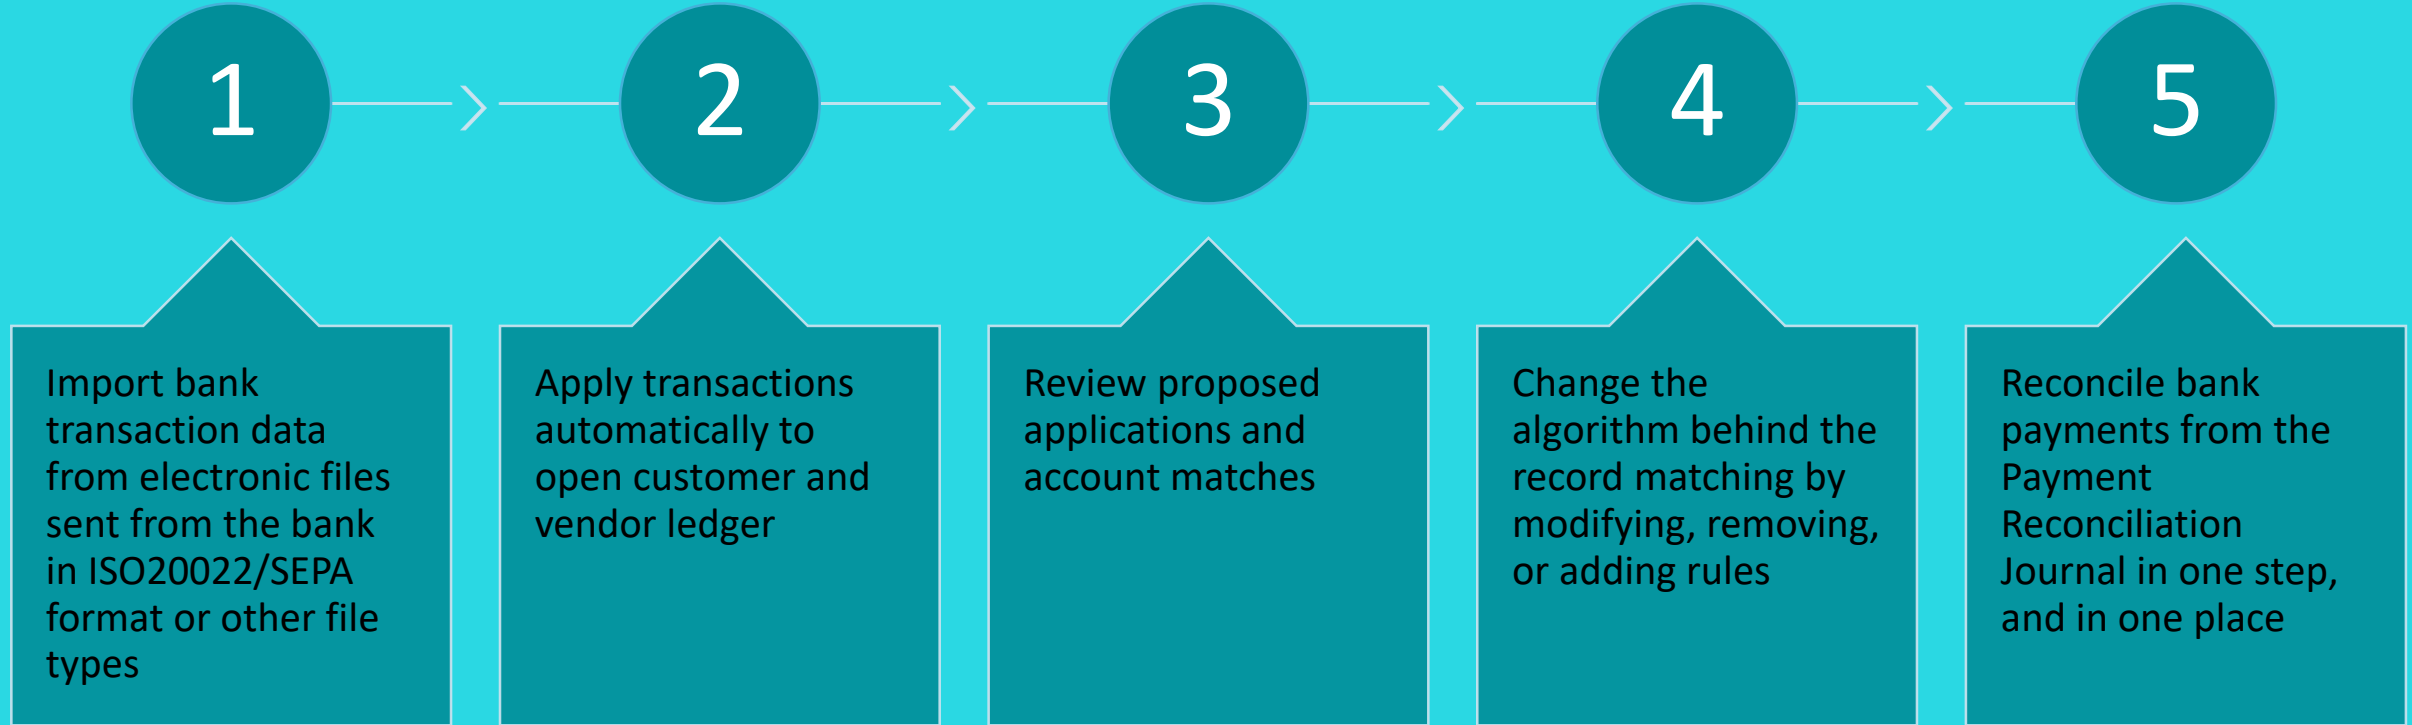 1
Import bank
transaction data
from electronic files
sent from the bank
in ISO20022/SEPA
format or other file
types
2
Apply transactions
automatically to
open customer and
vendor ledger
3
Review proposed
applications and
account matches
4
Change the
algorithm behind the
record matching by
modifying, removing,
or adding rules
5
Reconcile bank
payments from the
Payment
Reconciliation
Journal in one step,
and in one place